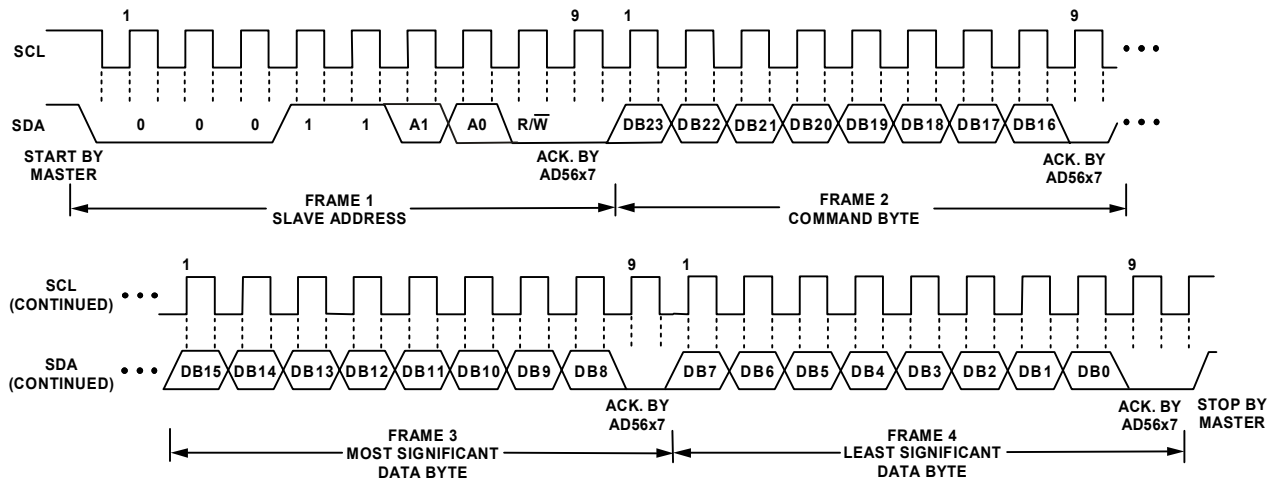 1 9 1 9
SCL
SDA 0 0 0 1 1 A1 A0 R/W̅ DB23 DB22 DB21 DB20 DB19 DB18 DB17 DB16
START BY
MASTER
ACK. BY
AD56x7
ACK. BY
AD56x7
FRAME 1
SLAVE ADDRESS
FRAME 2
COMMAND BYTE
1 9 1 9
SCL
(CONTINUED)
SDA
(CONTINUED)
DB15 DB14 DB13 DB12 DB11 DB10 DB9 DB8 DB7 DB6 DB5 DB4 DB3 DB2 DB1 DB0
ACK. BY
AD56x7
ACK. BY
AD56x7
STOP BY
MASTER
FRAME 3
MOST SIGNIFICANT
DATA BYTE
FRAME 4
LEAST SIGNIFICANT
DATA BYTE